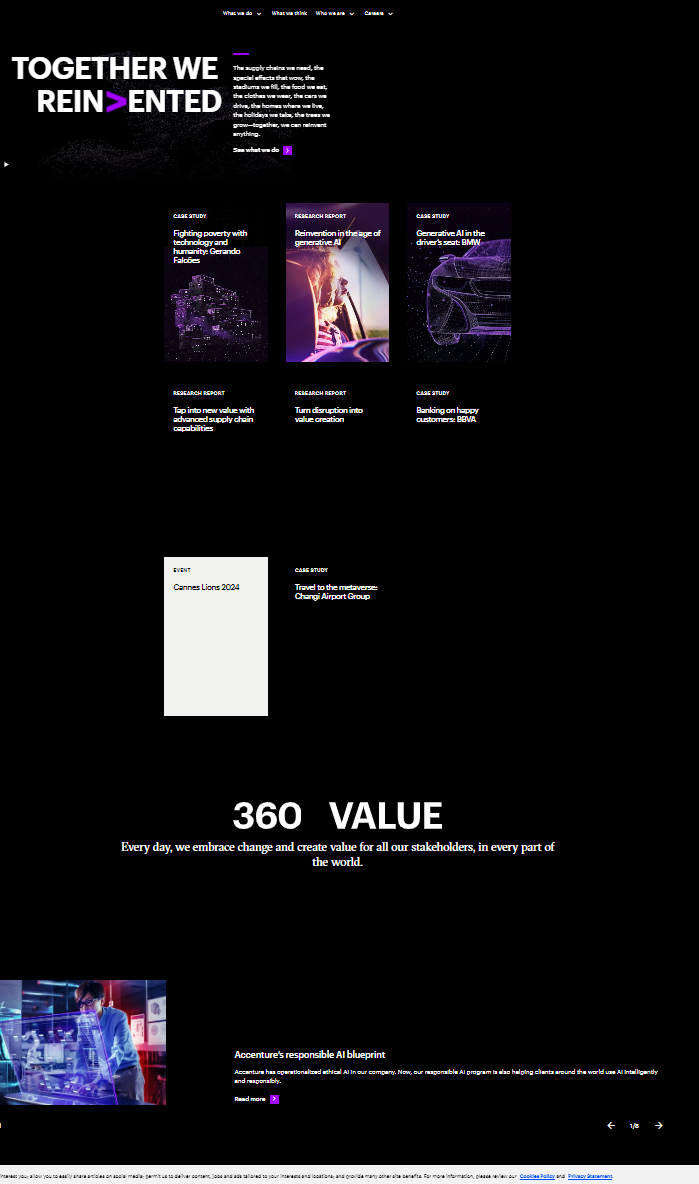 What we do
What we think
Who we are
Careers
TOGETHER WE
REIN>ENTED
The supply chains we need, the
special effects that wow, the
stadiums we fill, the food we eat,
the clothes we wear, the cars we
drive, the homes where we live,
the holidays we take, the trees we
grow—together, we can reinvent
anything.
See what we do
CASE STUDY
Fighting poverty with
technology and
humanity: Gerando
Falcões
RESEARCH REPORT
Reinvention in the age of
generative AI
CASE STUDY
Generative AI in the
driver's seat: BMW
RESEARCH REPORT
Tap into new value with
advanced supply chain
capabilities
RESEARCH REPORT
Turn disruption into
value creation
CASE STUDY
Banking on happy
customers: BBVA
EVENT
Cannes Lions 2024
CASE STUDY
Travel to the metaverse:
Changi Airport Group
360 VALUE
Every day, we embrace change and create value for all our stakeholders, in every part of
the world.
Accenture's responsible AI blueprint
Accenture has operationalized ethical AI in our company. Now, our responsible AI program is also helping clients around the world use AI intelligently
and responsibly.
Read more
1/8
interest you; allow you to easily share articles on social media; permit us to deliver content, jobs and ads tailored to your interests and locations; and provide many other site benefits. For more information, please review our Cookies Policy and Privacy Statement.